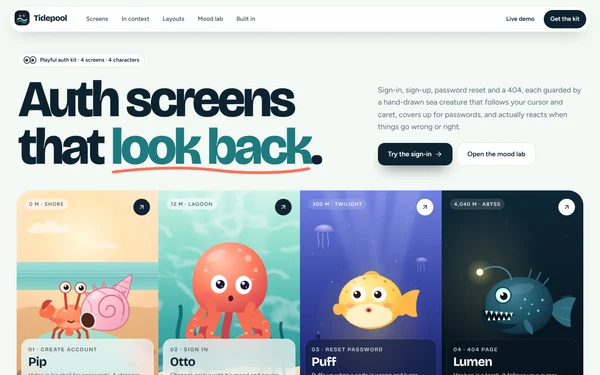 Tidepool
Screens
In context
Layouts
Mood lab
Built in
Live demo
Get the kit
Playful auth kit · 4 screens · 4 characters
Auth screens
that look back.
Sign-in, sign-up, password reset and a 404, each guarded by
a hand-drawn sea creature that follows your cursor and
caret, covers up for passwords, and actually reacts when
things go wrong or right.
Try the sign-in →
Open the mood lab
0 M · SHORE
12 M · LAGOON
300 M · TWILIGHT
4,040 M · ABYSS
01 · CREATE ACCOUNT
Pip
02 · SIGN IN
Otto
03 · RESET PASSWORD
Puff
04 · 404 PAGE
Lumen